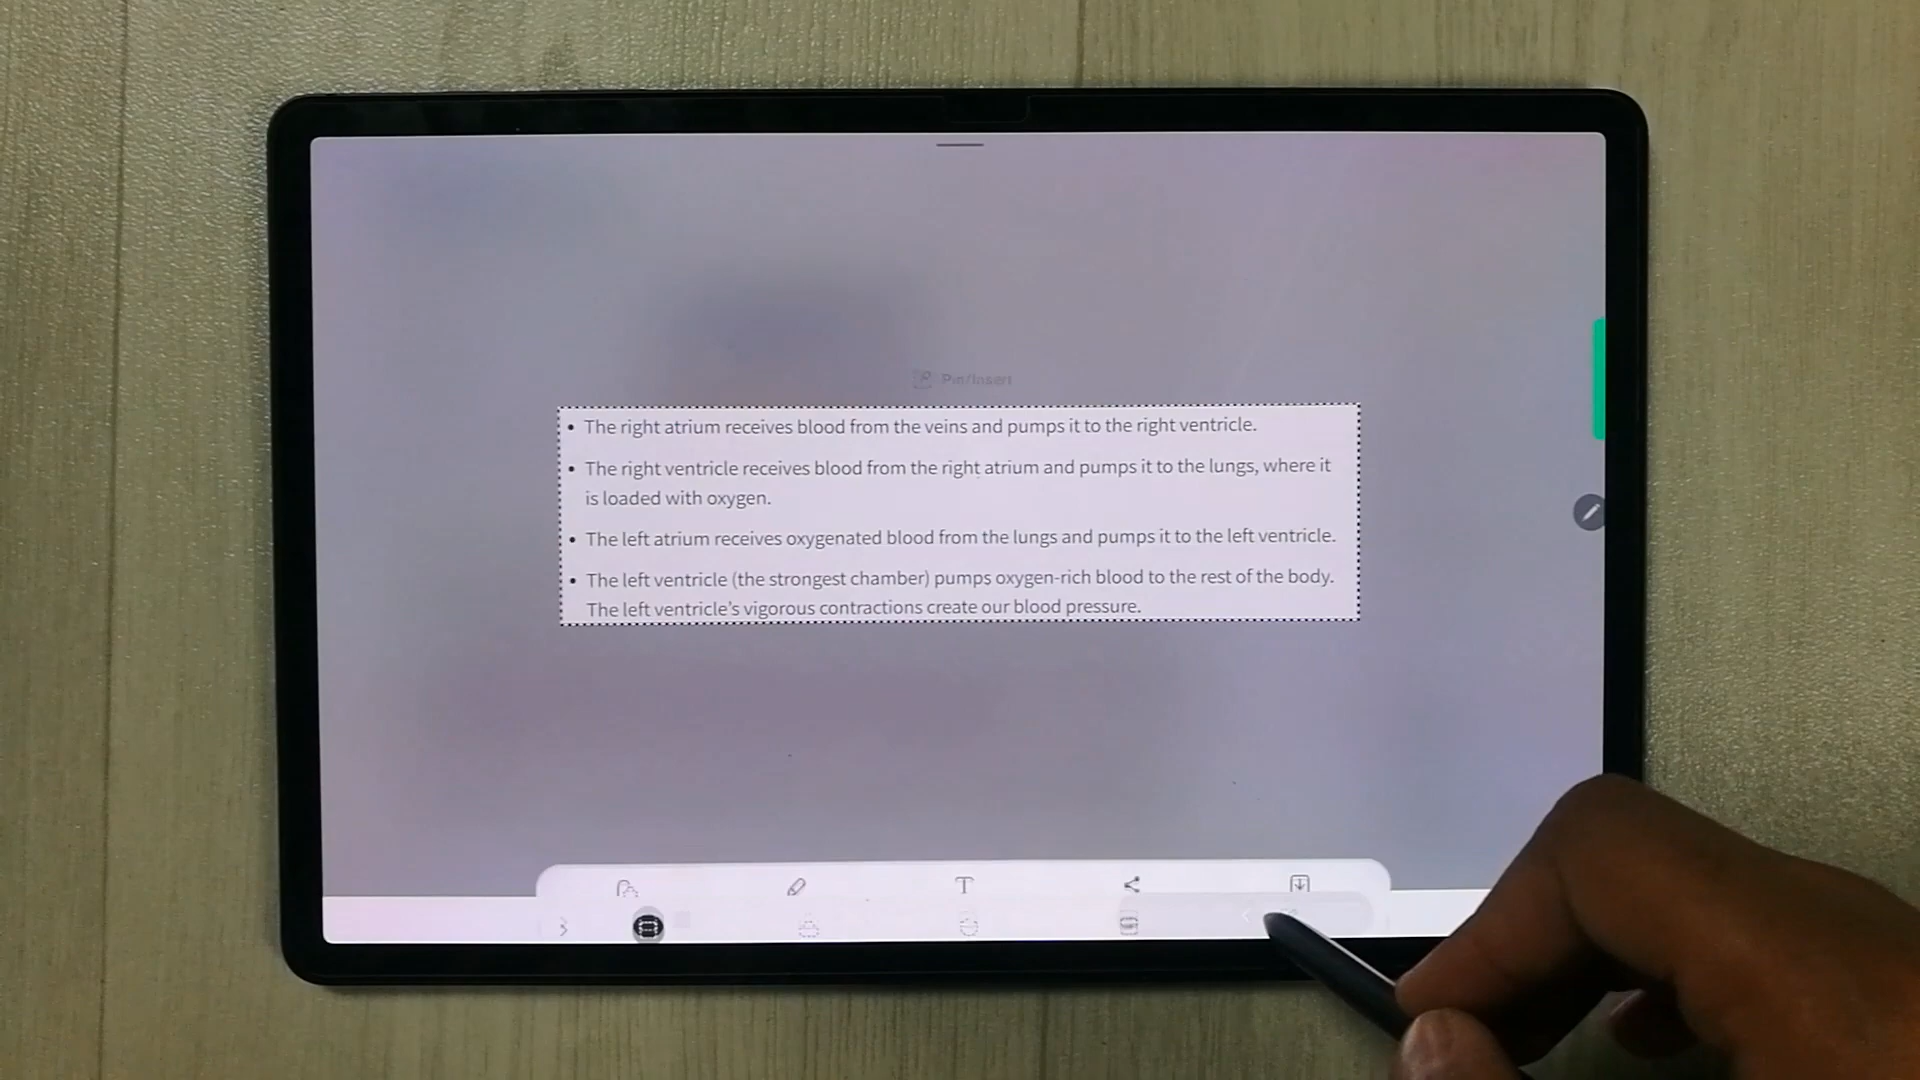 Pin/Insert
• The right atrium receives blood from the veins and pumps it to the right ventricle.
• The right ventricle receives blood from the right atrium and pumps it to the lungs, where it
is loaded with oxygen.
• The left atrium receives oxygenated blood from the lungs and pumps it to the left ventricle.
• The left ventricle (the strongest chamber) pumps oxygen-rich blood to the rest of the body.
The left ventricle’s vigorous contractions create our blood pressure.
T